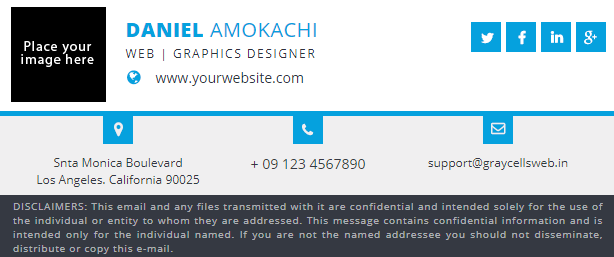 Place your
image here
DANIEL AMOKACHI
WEB | GRAPHICS DESIGNER
www.yourwebsite.com
Snta Monica Boulevard
Los Angeles. California 90025
+ 09 123 4567890
support@graycellsweb.in
DISCLAIMERS: This email and any files transmitted with it are confidential and intended solely for the use of
the individual or entity to whom they are addressed. This message contains confidential information and is
intended only for the individual named. If you are not the named addressee you should not disseminate,
distribute or copy this e-mail.